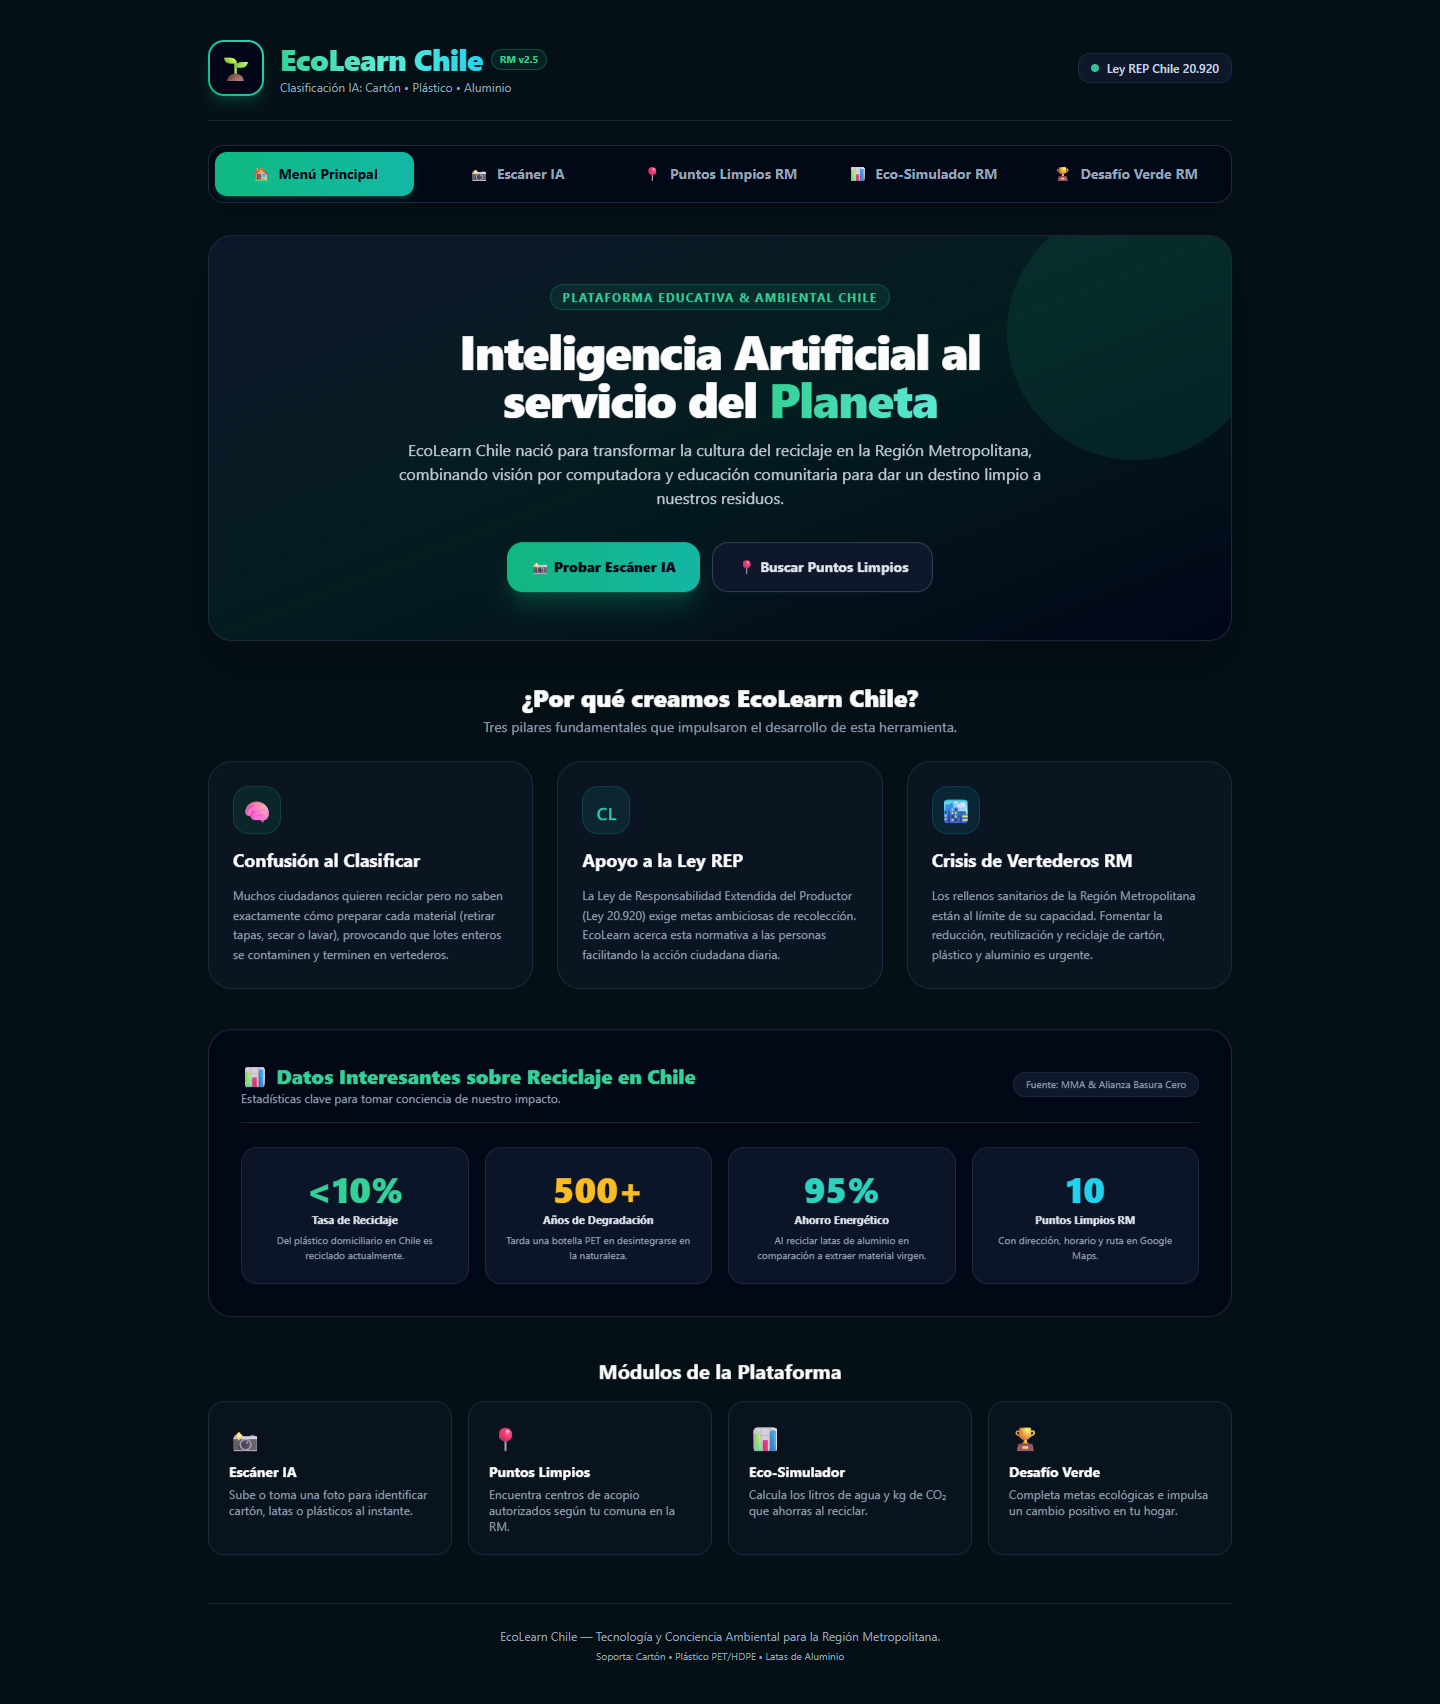 EcoLearn Chile RM v2.5
Clasificación IA: Cartón • Plástico • Aluminio
Ley REP Chile 20.920
Menú Principal
Escáner IA
Puntos Limpios RM
Eco-Simulador RM
Desafío Verde RM
PLATAFORMA EDUCATIVA & AMBIENTAL CHILE
Inteligencia Artificial al
servicio del Planeta
EcoLearn Chile nació para transformar la cultura del reciclaje en la Región Metropolitana,
combinando visión por computadora y educación comunitaria para dar un destino limpio a
nuestros residuos.
Probar Escáner IA
Buscar Puntos Limpios
¿Por qué creamos EcoLearn Chile?
Tres pilares fundamentales que impulsaron el desarrollo de esta herramienta.
Confusión al Clasificar
Muchos ciudadanos quieren reciclar pero no saben
exactamente cómo preparar cada material (retirar
tapas, secar o lavar), provocando que lotes enteros
se contaminen y terminen en vertederos.
CL
Apoyo a la Ley REP
La Ley de Responsabilidad Extendida del Productor
(Ley 20.920) exige metas ambiciosas de recolección.
EcoLearn acerca esta normativa a las personas
facilitando la acción ciudadana diaria.
Crisis de Vertederos RM
Los rellenos sanitarios de la Región Metropolitana
están al límite de su capacidad. Fomentar la
reducción, reutilización y reciclaje de cartón,
plástico y aluminio es urgente.
Datos Interesantes sobre Reciclaje en Chile
Estadísticas clave para tomar conciencia de nuestro impacto.
Fuente: MMA & Alianza Basura Cero
<10%
Tasa de Reciclaje
Del plástico domiciliario en Chile es
reciclado actualmente.
500+
Años de Degradación
Tarda una botella PET en desintegrarse en
la naturaleza.
95%
Ahorro Energético
Al reciclar latas de aluminio en
comparación a extraer material virgen.
10
Puntos Limpios RM
Con dirección, horario y ruta en Google
Maps.
Módulos de la Plataforma
Escáner IA
Sube o toma una foto para identificar
cartón, latas o plásticos al instante.
Puntos Limpios
Encuentra centros de acopio
autorizados según tu comuna en la
RM.
Eco-Simulador
Calcula los litros de agua y kg de CO₂
que ahorras al reciclar.
Desafío Verde
Completa metas ecológicas e impulsa
un cambio positivo en tu hogar.
EcoLearn Chile — Tecnología y Conciencia Ambiental para la Región Metropolitana.
Soporta: Cartón • Plástico PET/HDPE • Latas de Aluminio